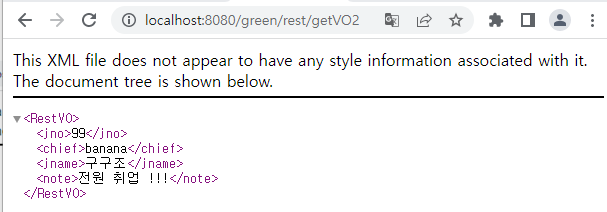 localhost:8080/green/rest/getVO2
This XML file does not appear to have any style information associated with it.
The document tree is shown below.
▼<RestVO>
<jno>99</jno>
<chief>banana</chief>
<jname>구구조</jname>
<note>전원 취업 !!!</note>
</RestVO>